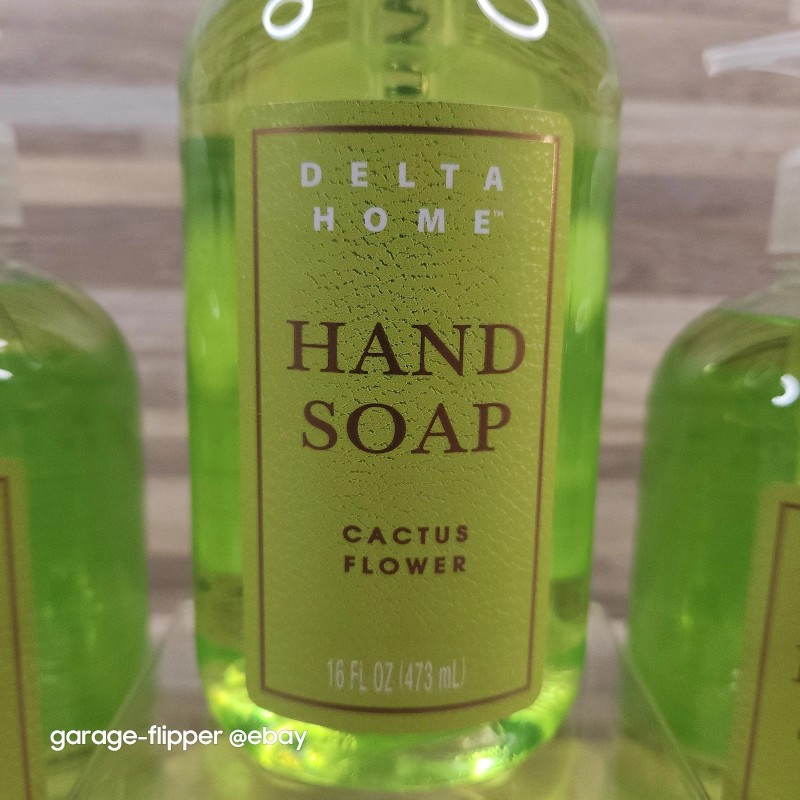 DELTA
HOME™
HAND
SOAP
CACTUS
FLOWER
16 FL OZ (473 mL)
garage-flipper @ebay